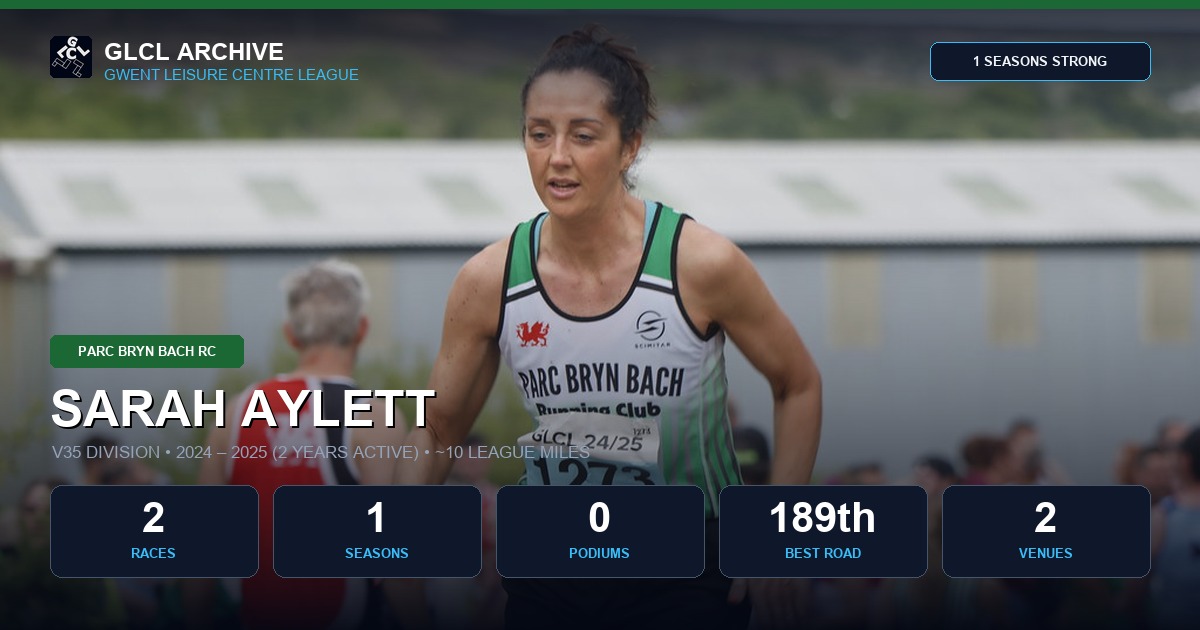 GLCL ARCHIVE
GWENT LEISURE CENTRE LEAGUE
1 SEASONS STRONG
SCIMITAR
PARC BRYN BACH
Running Club
1273
GLCL 24/25
1273
PARC BRYN BACH RC
SARAH AYLETT
V35 DIVISION • 2024 – 2025 (2 YEARS ACTIVE) • ~10 LEAGUE MILES
2
RACES
1
SEASONS
0
PODIUMS
189th
BEST ROAD
2
VENUES